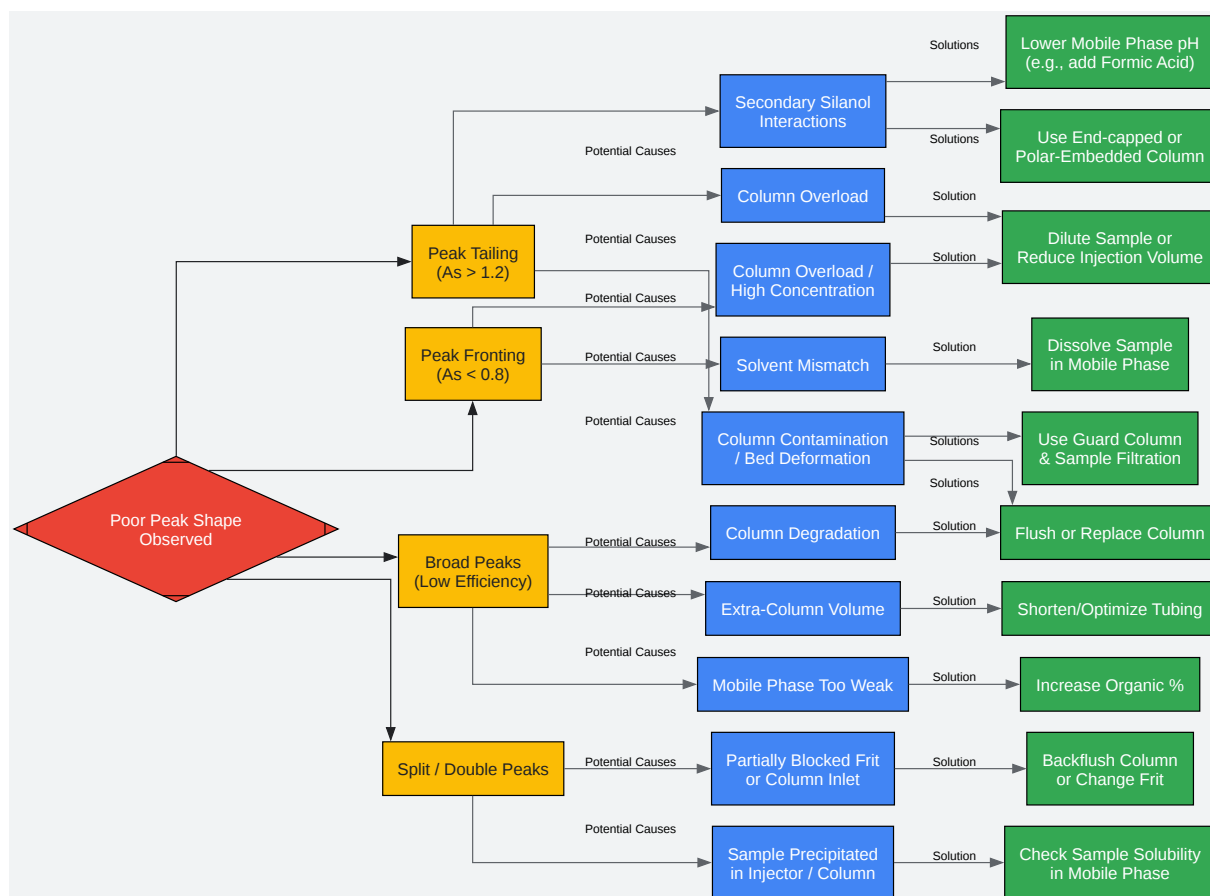 Poor Peak Shape
Observed
Peak Tailing
(As > 1.2)
Peak Fronting
(As < 0.8)
Broad Peaks
(Low Efficiency)
Split / Double Peaks
Potential Causes
Potential Causes
Potential Causes
Potential Causes
Potential Causes
Potential Causes
Potential Causes
Potential Causes
Potential Causes
Potential Causes
Secondary Silanol
Interactions
Column Overload
Column Overload /
High Concentration
Solvent Mismatch
Column Contamination
/ Bed Deformation
Column Degradation
Extra-Column Volume
Mobile Phase Too Weak
Partially Blocked Frit
or Column Inlet
Sample Precipitated
in Injector / Column
Solutions
Solutions
Solution
Solution
Solution
Solutions
Solutions
Solution
Solution
Solution
Solution
Solution
Lower Mobile Phase pH
(e.g., add Formic Acid)
Use End-capped or
Polar-Embedded Column
Dilute Sample or
Reduce Injection Volume
Dissolve Sample
in Mobile Phase
Use Guard Column
& Sample Filtration
Flush or Replace Column
Shorten/Optimize Tubing
Increase Organic %
Backflush Column
or Change Frit
Check Sample Solubility
in Mobile Phase